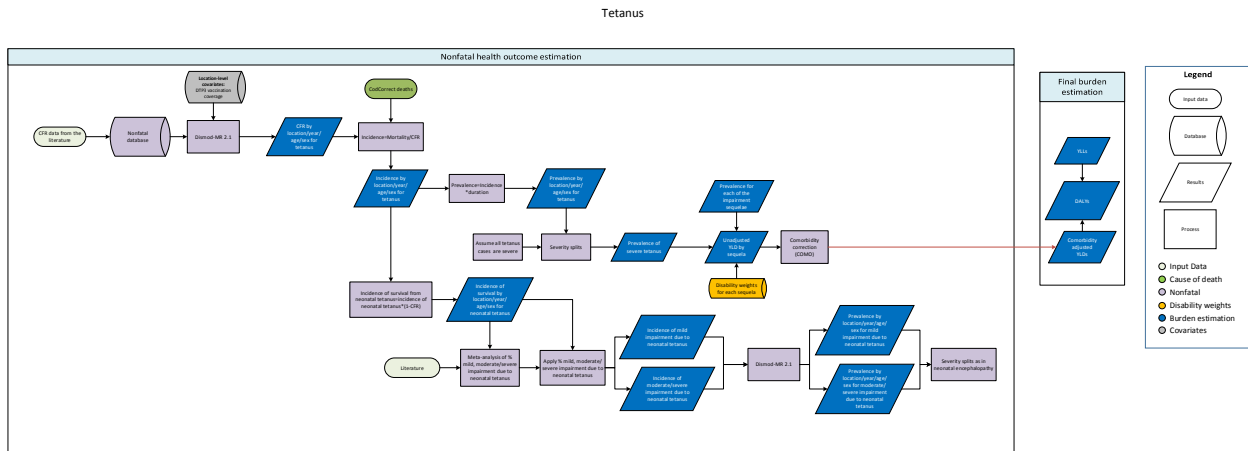 Tetanus
Nonfatal health outcome estimation
Location-level
covariates:
DTP3 vaccination
coverage
CodCorrect deaths
CFR data from the
literature
Nonfatal
database
Dismod-MR 2.1
CFR by
location/year/
age/sex for
tetanus
Incidence=Mortality/CFR
Incidence by
location/year/
age/sex for
tetanus
Prevalence=Incidence
*duration
Prevalence by
location/year/
age/sex for
tetanus
Prevalence for
each of the
impairment
sequelae
Assume all tetanus
cases are severe
Severity splits
Prevalence of
severe tetanus
Unadjusted
YLD by
sequela
Comorbidity
correction
(COMO)
Disability weights
for each sequela
Incidence of survival from
neonatal tetanus=Incidence of
neonatal tetanus*(1-CFR)
Incidence of
survival by
location/year/
age/sex for
neonatal tetanus
Literature
Meta-analysis of %
mild, moderate/severe
impairment due to
neonatal tetanus
Apply % mild, moderate/
severe impairment due to
neonatal tetanus
Incidence of mild
impairment due to
neonatal tetanus
Incidence of
moderate/severe
impairment due to
neonatal tetanus
Dismod-MR 2.1
Prevalence by
location/year/age/
sex for mild
impairment due to
neonatal tetanus
Prevalence by
location/year/age/
sex for moderate/
severe impairment
due to neonatal
tetanus
Severity splits as in
neonatal encephalopathy
Final burden
estimation
YLLs
DALYs
Comorbidity
adjusted
YLDs
Legend
Input data
Database
Results
Process
Input Data
Cause of death
Nonfatal
Disability weights
Burden estimation
Covariates